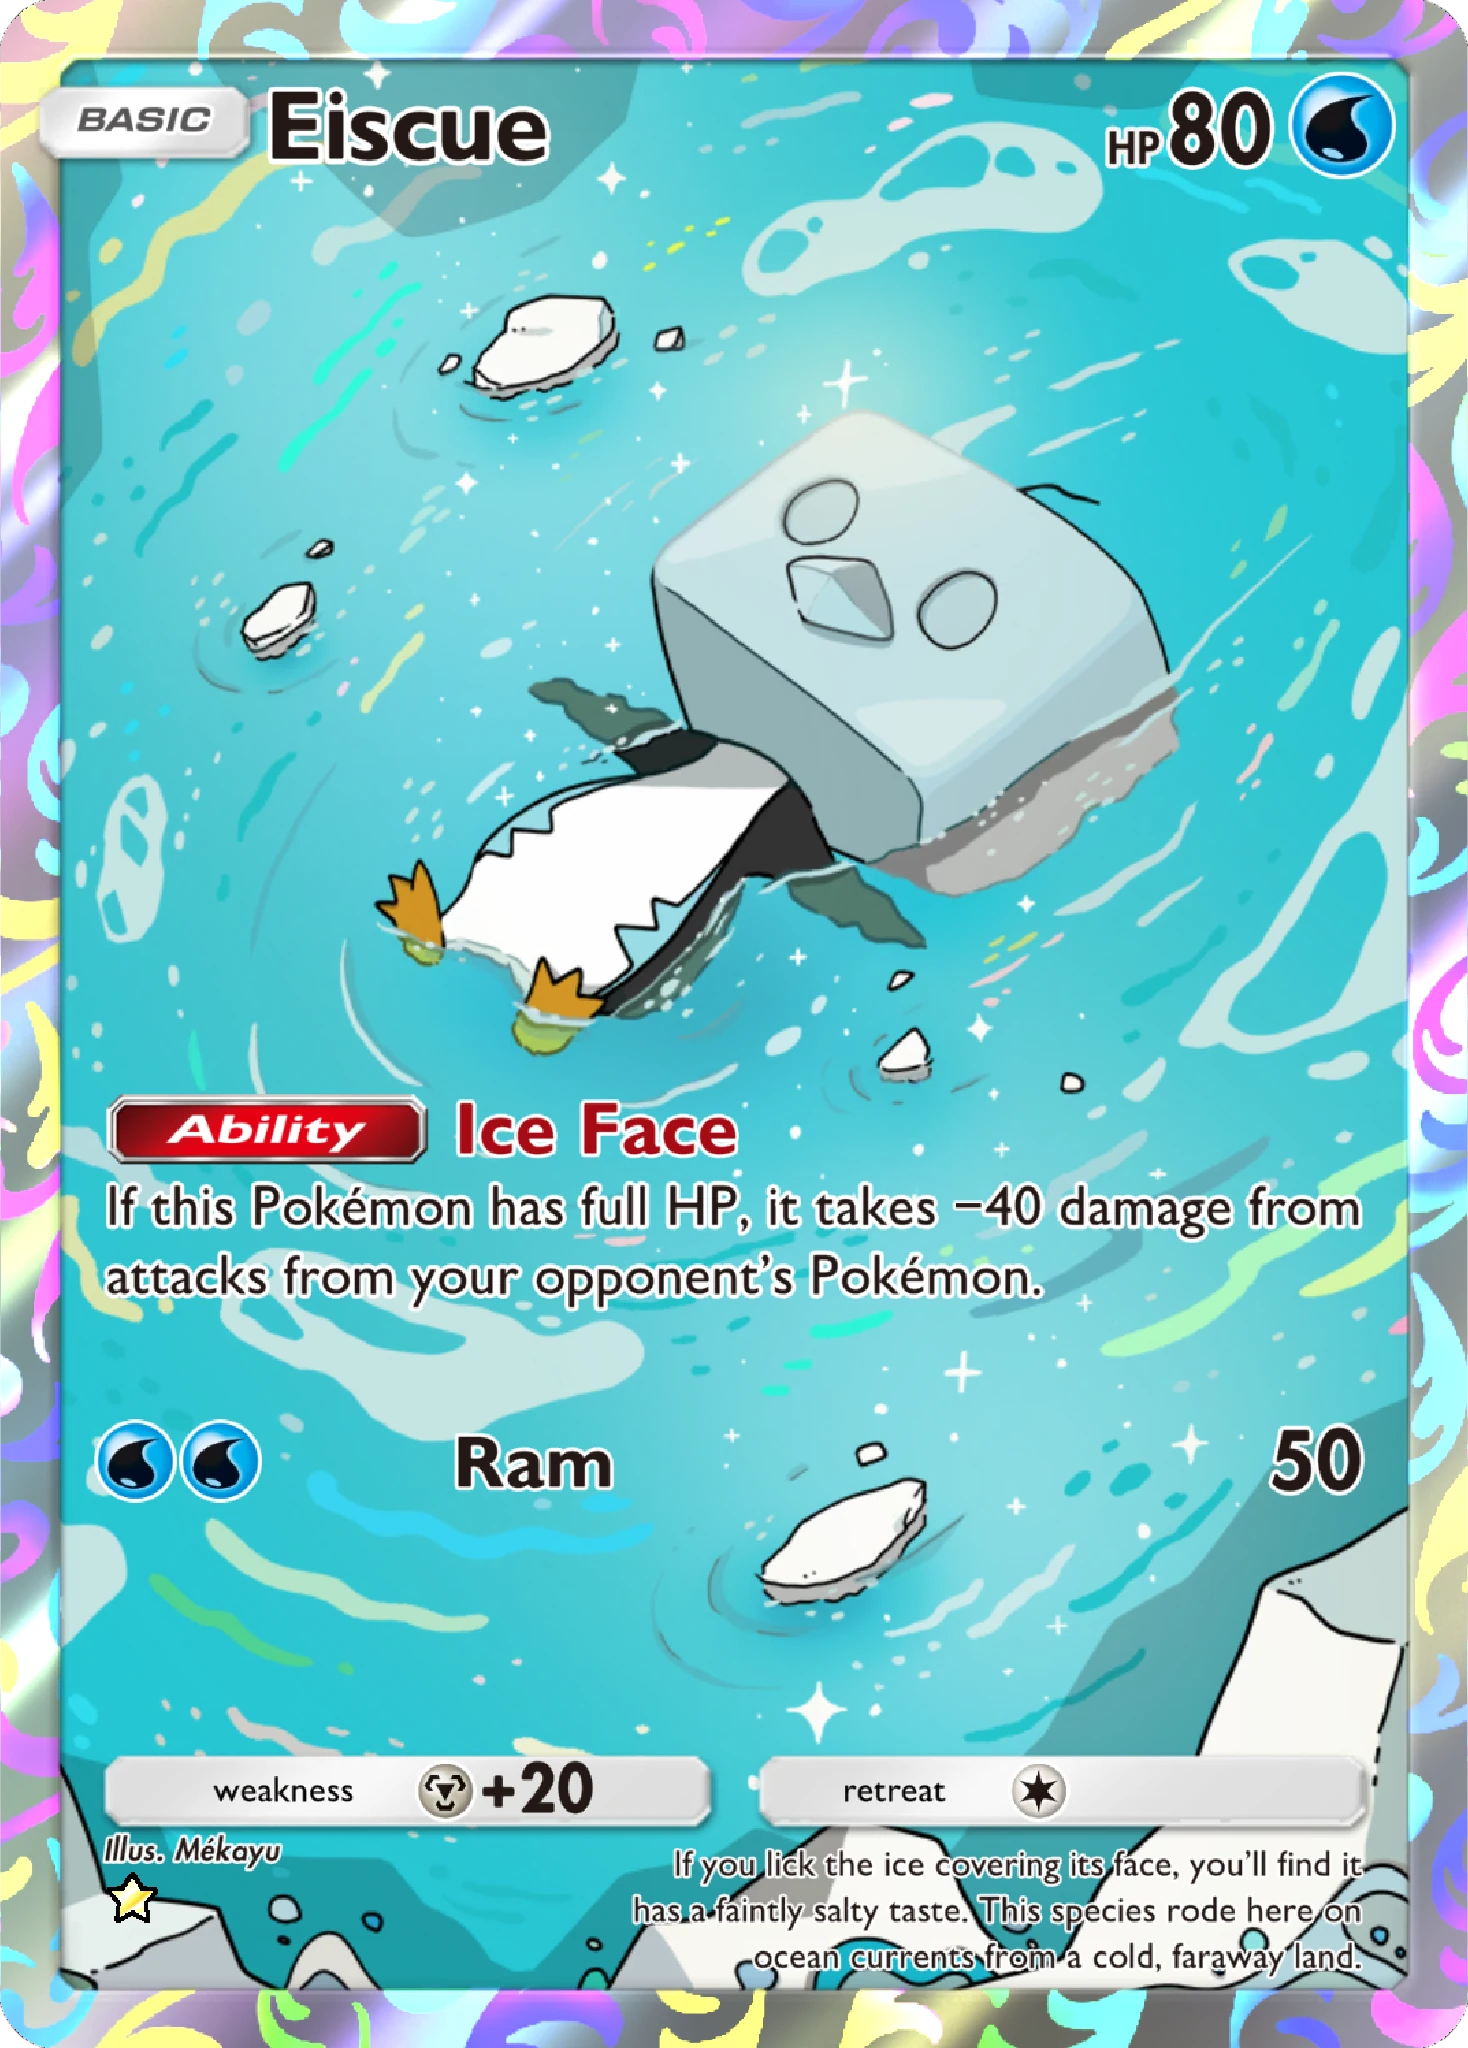 BASIC Eiscue HP 80
Ability Ice Face
If this Pokémon has full HP, it takes −40 damage from
attacks from your opponent's Pokémon.
Ram 50
weakness +20 retreat
Illus. Mékayu
If you lick the ice covering its face, you'll find it
has a faintly salty taste. This species rode here on
ocean currents from a cold, faraway land.